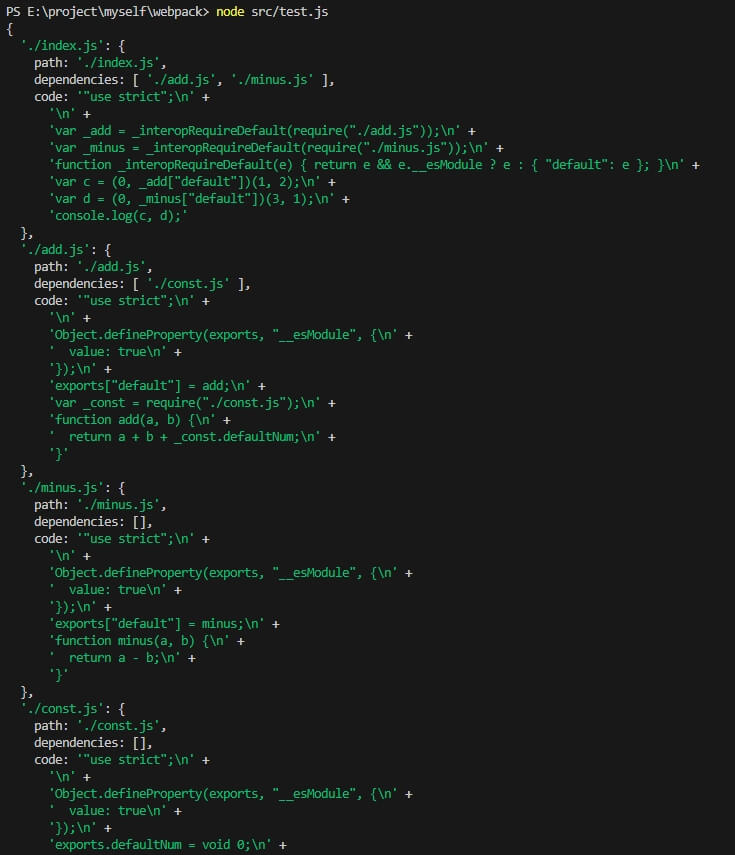 PS E:\project\myself\webpack> node src/test.js
{
  './index.js': {
    path: './index.js',
    dependencies: [ './add.js', './minus.js' ],
    code: '"use strict";\n' +
      '\n' +
      'var _add = _interopRequireDefault(require("./add.js"));\n' +
      'var _minus = _interopRequireDefault(require("./minus.js"));\n' +
      'function _interopRequireDefault(e) { return e && e.__esModule ? e : { "default": e }; }\n' +
      'var c = (0, _add["default"])(1, 2);\n' +
      'var d = (0, _minus["default"])(3, 1);\n' +
      'console.log(c, d);'
  },
  './add.js': {
    path: './add.js',
    dependencies: [ './const.js' ],
    code: '"use strict";\n' +
      '\n' +
      'Object.defineProperty(exports, "__esModule", {\n' +
      '  value: true\n' +
      '});\n' +
      'exports["default"] = add;\n' +
      'var _const = require("./const.js");\n' +
      'function add(a, b) {\n' +
      '  return a + b + _const.defaultNum;\n' +
      '}'
  },
  './minus.js': {
    path: './minus.js',
    dependencies: [],
    code: '"use strict";\n' +
      '\n' +
      'Object.defineProperty(exports, "__esModule", {\n' +
      '  value: true\n' +
      '});\n' +
      'exports["default"] = minus;\n' +
      'function minus(a, b) {\n' +
      '  return a - b;\n' +
      '}'
  },
  './const.js': {
    path: './const.js',
    dependencies: [],
    code: '"use strict";\n' +
      '\n' +
      'Object.defineProperty(exports, "__esModule", {\n' +
      '  value: true\n' +
      '});\n' +
      'exports.defaultNum = void 0;\n' +